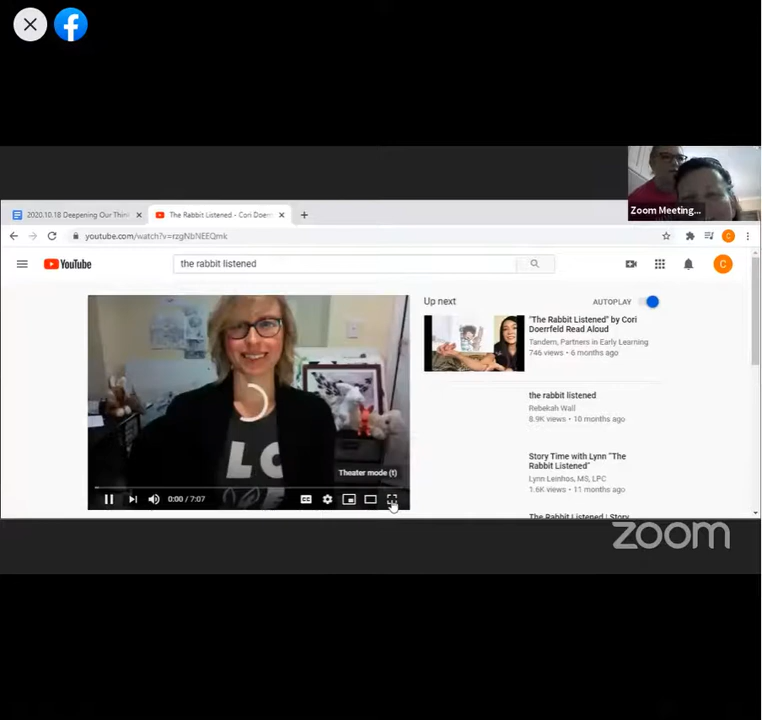 Zoom Meeting...
2020.10.18 Deepening Our Thin
The Rabbit Listened - Cori Doerr
youtube.com/watch?v=rzgNbNEEQmk
C
YouTube
the rabbit listened
C
Up next
AUTOPLAY
"The Rabbit Listened" by Cori
Doerrfeld Read Aloud
Tandem, Partners in Early Learning
746 views • 6 months ago
the rabbit listened
Rebekah Wall
8.9K views • 10 months ago
Story Time with Lynn "The
Rabbit Listened"
Lynn Leinhos, MS, LPC
1.6K views • 11 months ago
The Rabbit Listened | Story
LO
Theater mode (t)
0:00 / 7:07
CC
zoom